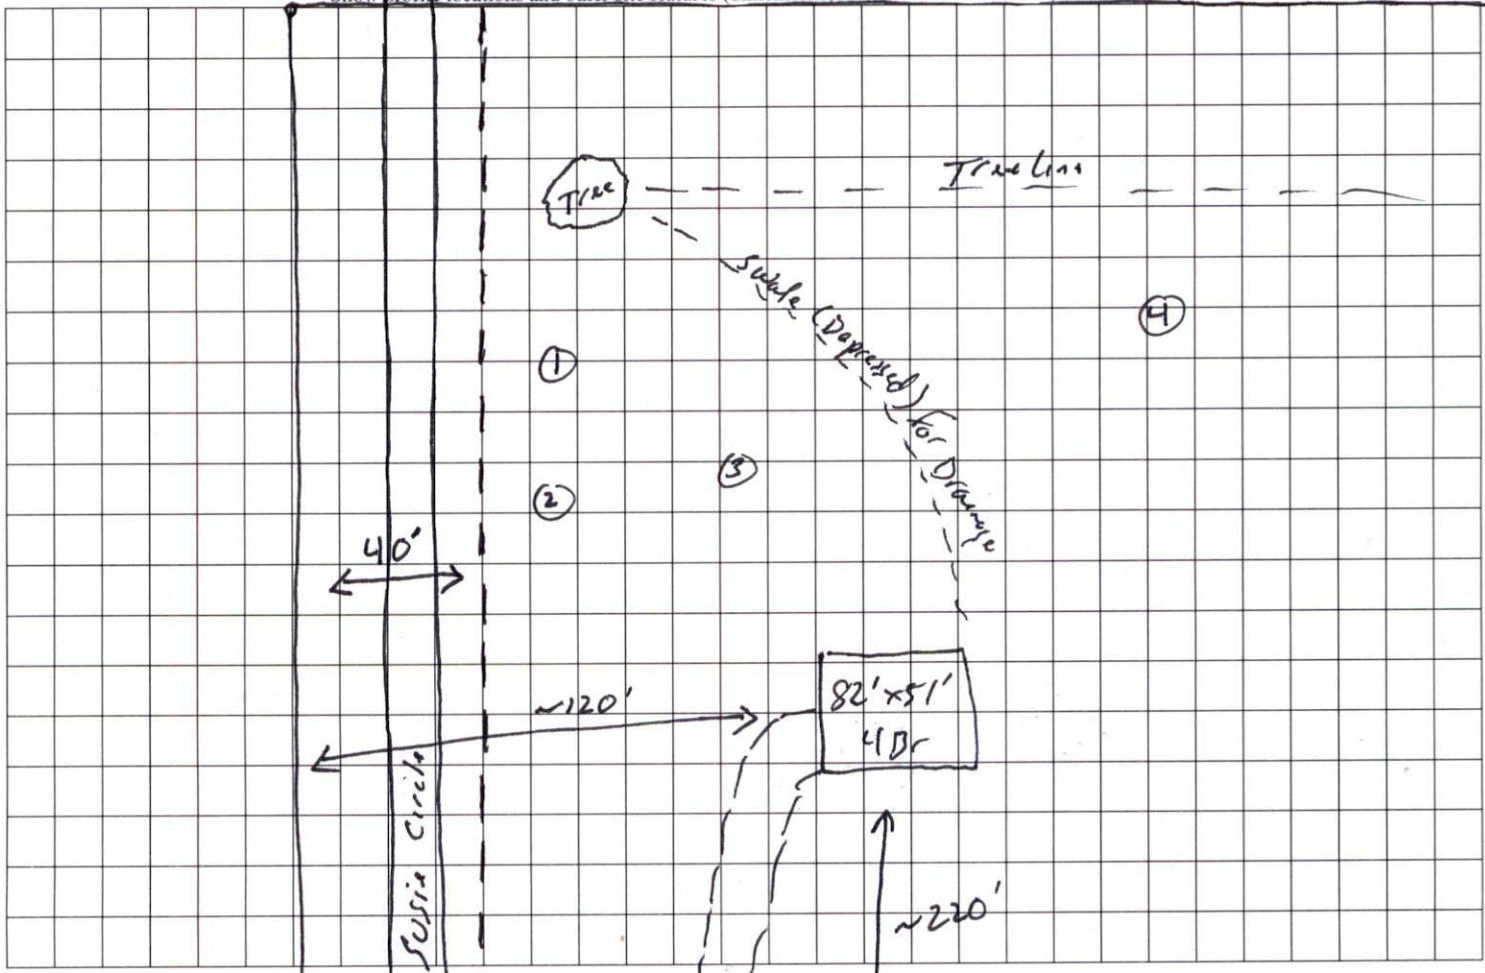 Tree
Tree Line
Swale (Depressed) for Drainage
4
1
3
2
40'
~120'
82' x 51'
4 Br
Susie Circle
~220'